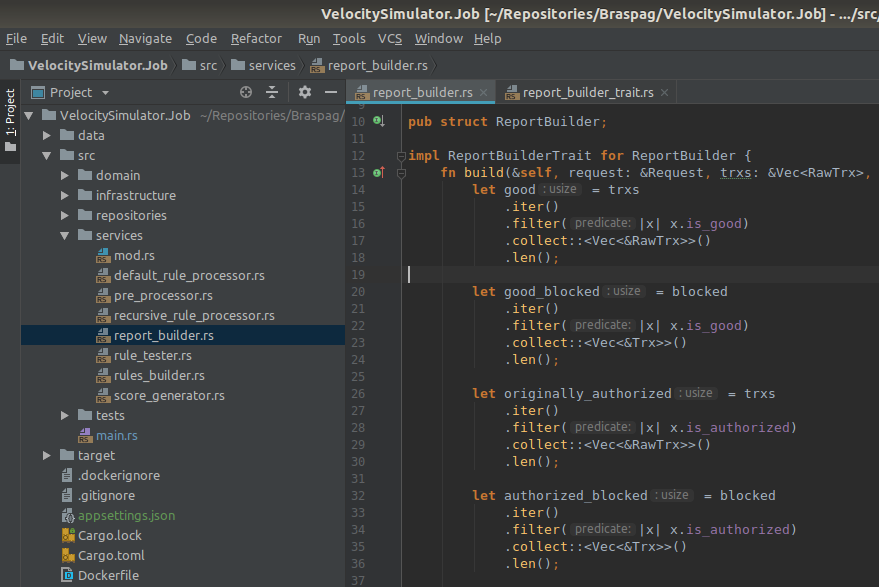 VelocitySimulator.Job [~/Repositories/Braspag/VelocitySimulator.Job] - .../src/
File Edit View Navigate Code Refactor Run Tools VCS Window Help
VelocitySimulator.Job src services report_builder.rs
1: Project
Project
VelocitySimulator.Job ~/Repositories/Braspag/
data
src
domain
infrastructure
repositories
services
mod.rs
default_rule_processor.rs
pre_processor.rs
recursive_rule_processor.rs
report_builder.rs
rule_tester.rs
rules_builder.rs
score_generator.rs
tests
main.rs
target
.dockerignore
.gitignore
appsettings.json
Cargo.lock
Cargo.toml
Dockerfile
report_builder.rs report_builder_trait.rs
9
10 pub struct ReportBuilder;
11
12 impl ReportBuilderTrait for ReportBuilder {
13 fn build(&self, request: &Request, trxs: &Vec<RawTrx>,
14 let good : usize = trxs
15 .iter()
16 .filter( predicate: |x| x.is_good)
17 .collect::<Vec<&RawTrx>>()
18 .len();
19
20 let good_blocked : usize = blocked
21 .iter()
22 .filter( predicate: |x| x.is_good)
23 .collect::<Vec<&Trx>>()
24 .len();
25
26 let originally_authorized : usize = trxs
27 .iter()
28 .filter( predicate: |x| x.is_authorized)
29 .collect::<Vec<&RawTrx>>()
30 .len();
31
32 let authorized_blocked : usize = blocked
33 .iter()
34 .filter( predicate: |x| x.is_authorized)
35 .collect::<Vec<&Trx>>()
36 .len();
37